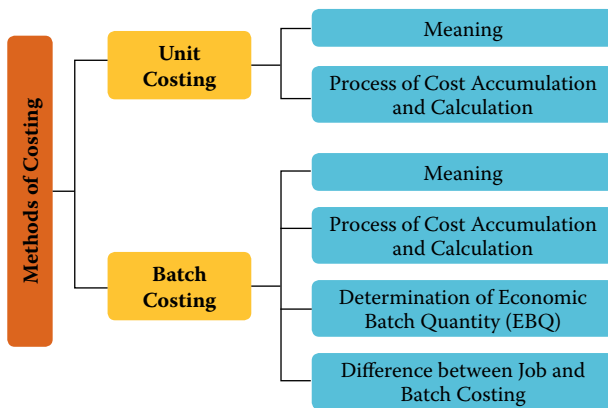 Methods of Costing
Unit
Costing
Meaning
Process of Cost Accumulation
and Calculation
Batch
Costing
Meaning
Process of Cost Accumulation
and Calculation
Determination of Economic
Batch Quantity (EBQ)
Difference between Job and
Batch Costing